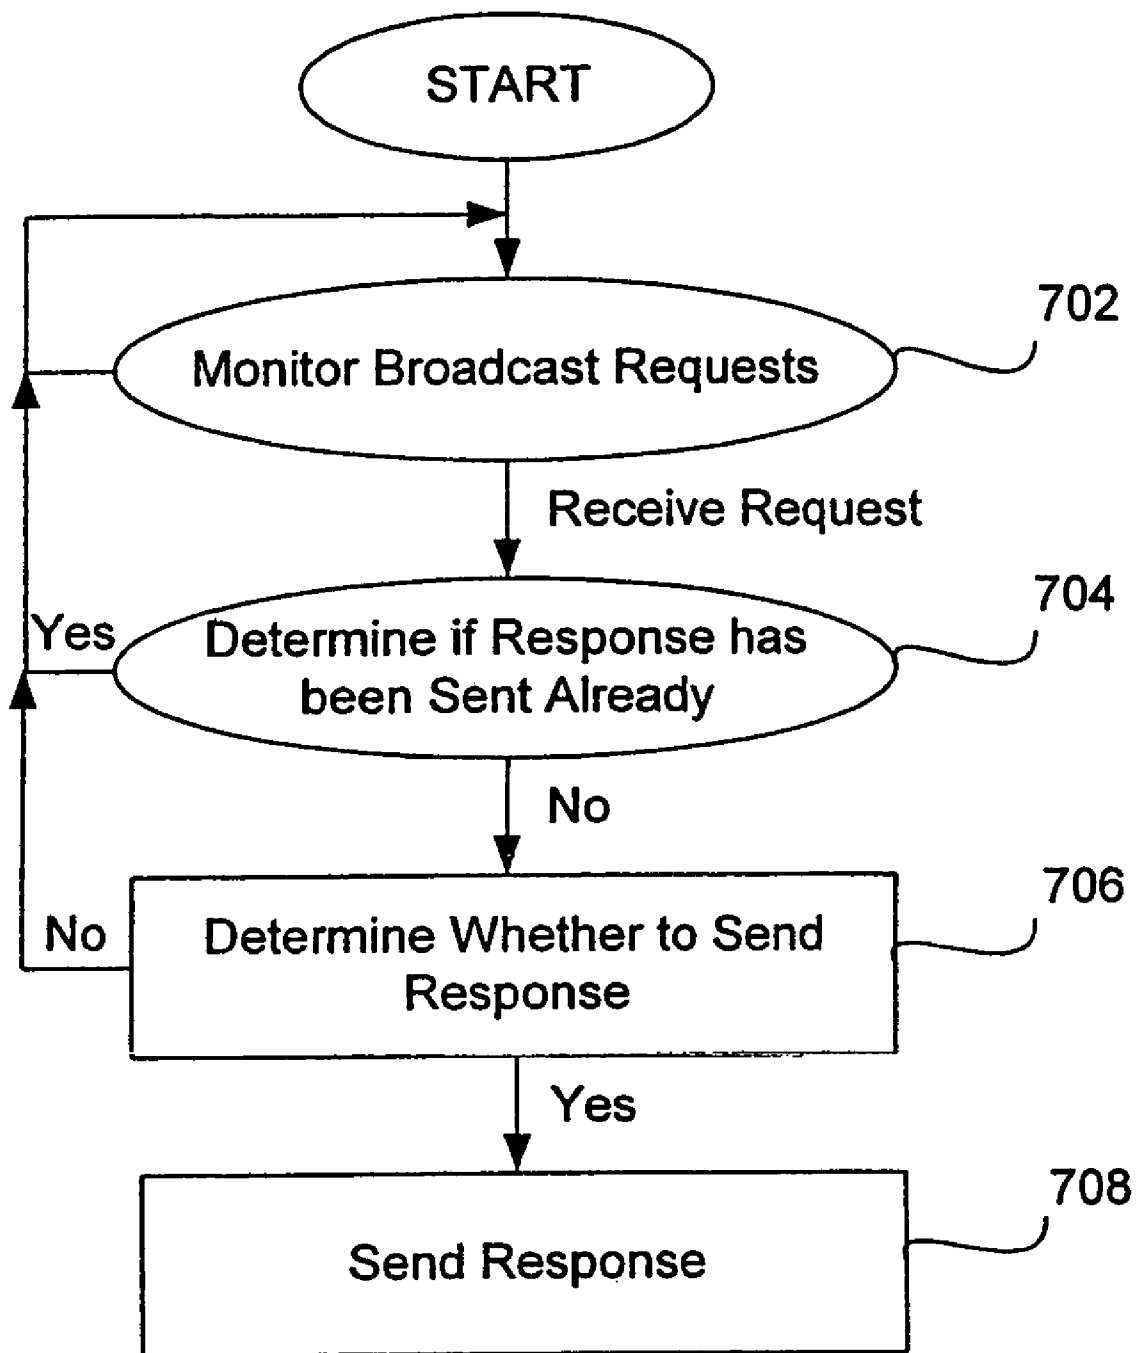 START
702
Monitor Broadcast Requests
Receive Request
704
Yes
Determine if Response has
been Sent Already
No
706
No
Determine Whether to Send
Response
Yes
708
Send Response